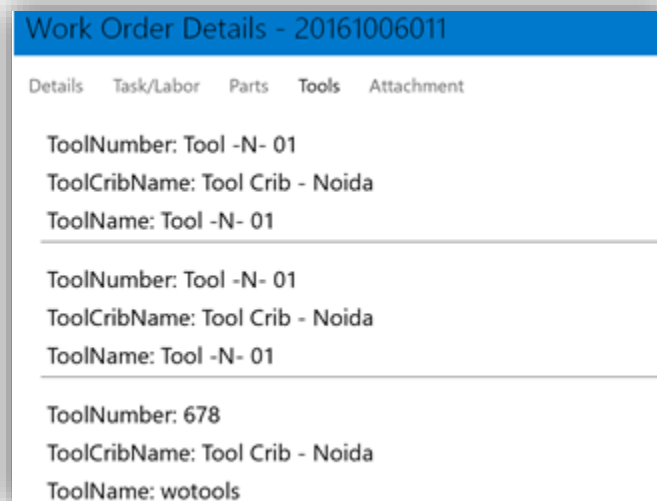 Work Order Details - 20161006011
Details Task/Labor Parts Tools Attachment
ToolNumber: Tool -N- 01
ToolCribName: Tool Crib - Noida
ToolName: Tool -N- 01
ToolNumber: Tool -N- 01
ToolCribName: Tool Crib - Noida
ToolName: Tool -N- 01
ToolNumber: 678
ToolCribName: Tool Crib - Noida
ToolName: wotools